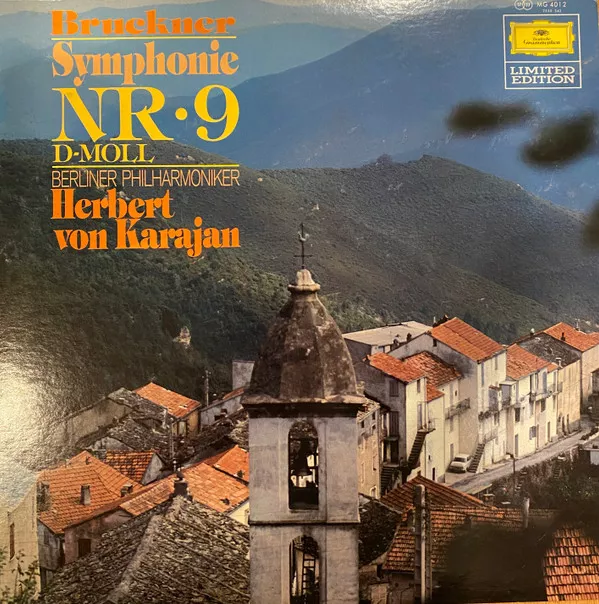 Bruckner
Symphonie
NR·9
D-MOLL
BERLINER PHILHARMONIKER
Herbert
von Karajan
MG 4012
Deutsche
Grammophon
LIMITED
EDITION